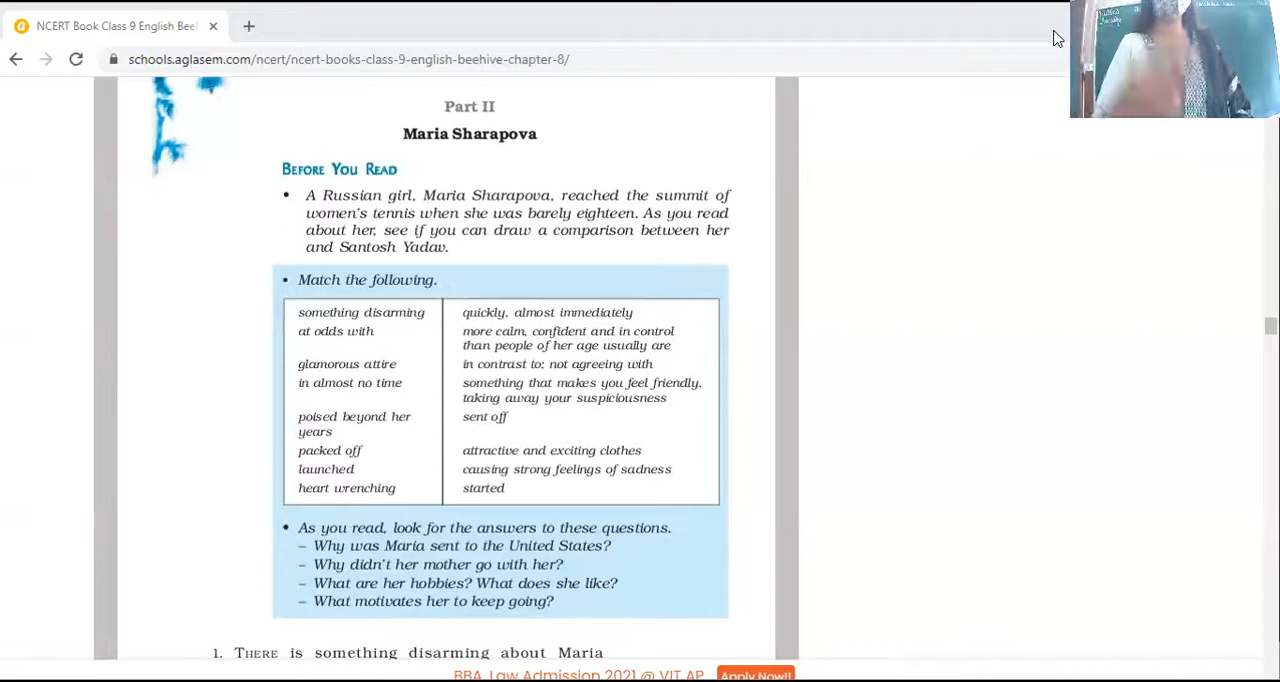 NCERT Book Class 9 English Bee
schools.aglasem.com/ncert/ncert-books-class-9-english-beehive-chapter-8/
Part II
Maria Sharapova
BEFORE YOU READ
• A Russian girl, Maria Sharapova, reached the summit of
women's tennis when she was barely eighteen. As you read
about her, see if you can draw a comparison between her
and Santosh Yadav.
• Match the following.
something disarming quickly, almost immediately
at odds with more calm, confident and in control
than people of her age usually are
glamorous attire in contrast to; not agreeing with
in almost no time something that makes you feel friendly,
taking away your suspiciousness
poised beyond her sent off
years
packed off attractive and exciting clothes
launched causing strong feelings of sadness
heart wrenching started
• As you read, look for the answers to these questions.
– Why was Maria sent to the United States?
– Why didn't her mother go with her?
– What are her hobbies? What does she like?
– What motivates her to keep going?
1. THERE is something disarming about Maria
BBA, Law Admission 2021 @ VIT AP Apply Now!!